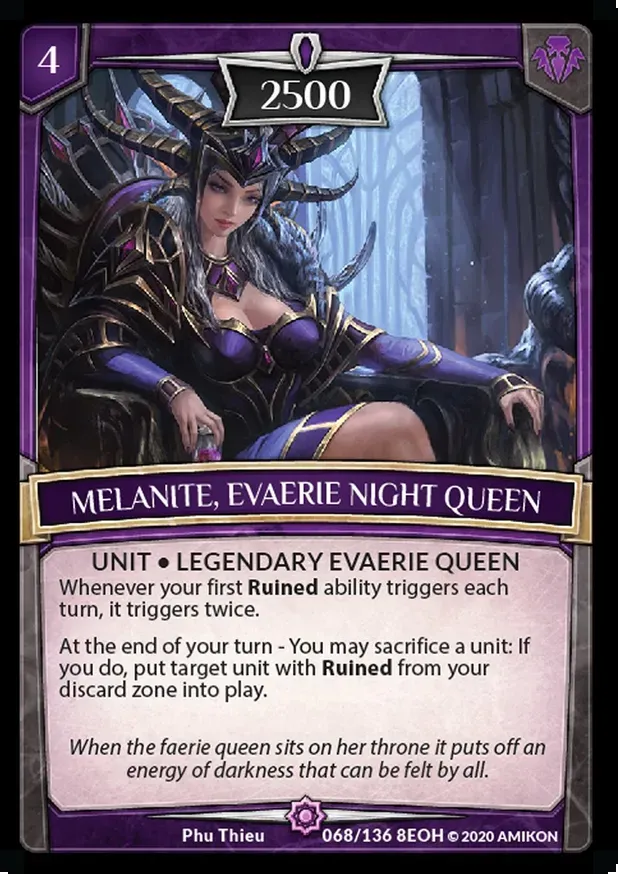 4
2500
MELANITE, EVAERIE NIGHT QUEEN
UNIT • LEGENDARY EVAERIE QUEEN
Whenever your first Ruined ability triggers each
turn, it triggers twice.
At the end of your turn - You may sacrifice a unit: If
you do, put target unit with Ruined from your
discard zone into play.
When the faerie queen sits on her throne it puts off an
energy of darkness that can be felt by all.
Phu Thieu 068/136 8EOH © 2020 AMIKON